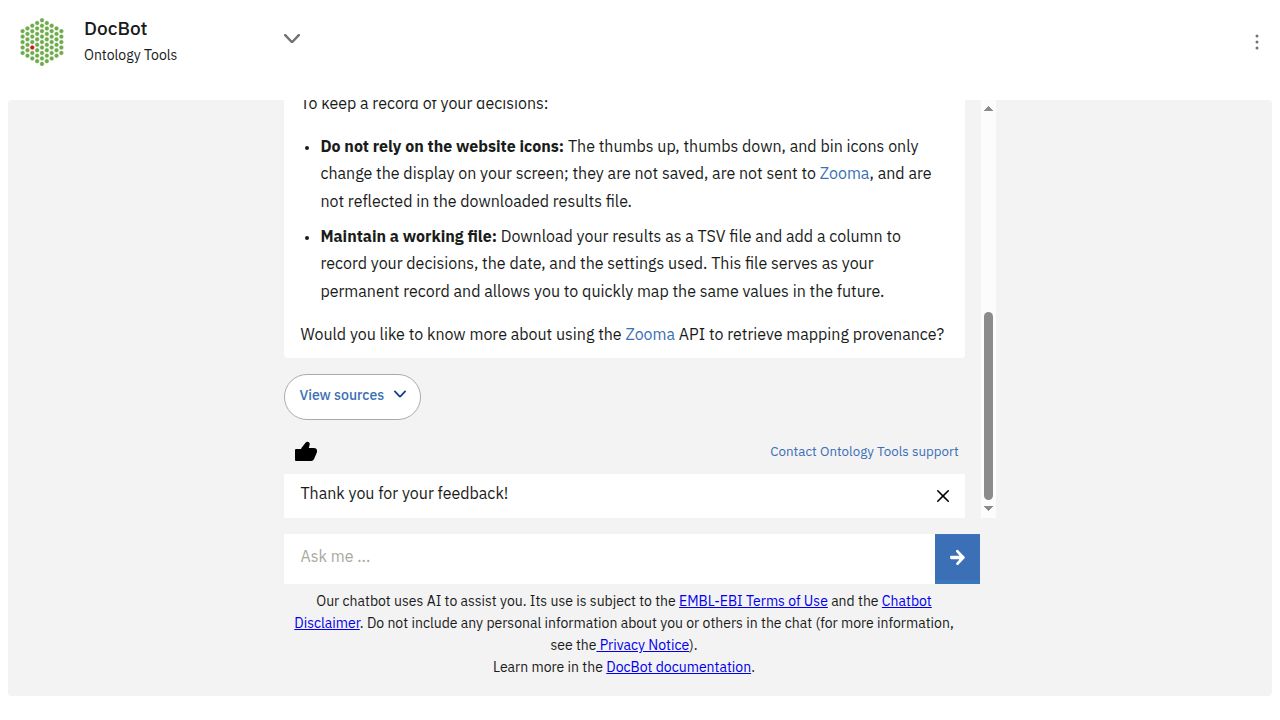 DocBot
Ontology Tools
To keep a record of your decisions:
• Do not rely on the website icons: The thumbs up, thumbs down, and bin icons only
change the display on your screen; they are not saved, are not sent to Zooma, and are
not reflected in the downloaded results file.
• Maintain a working file: Download your results as a TSV file and add a column to
record your decisions, the date, and the settings used. This file serves as your
permanent record and allows you to quickly map the same values in the future.
Would you like to know more about using the Zooma API to retrieve mapping provenance?
View sources
Contact Ontology Tools support
Thank you for your feedback!
Ask me ...
Our chatbot uses AI to assist you. Its use is subject to the EMBL-EBI Terms of Use and the Chatbot
Disclaimer. Do not include any personal information about you or others in the chat (for more information,
see the Privacy Notice).
Learn more in the DocBot documentation.